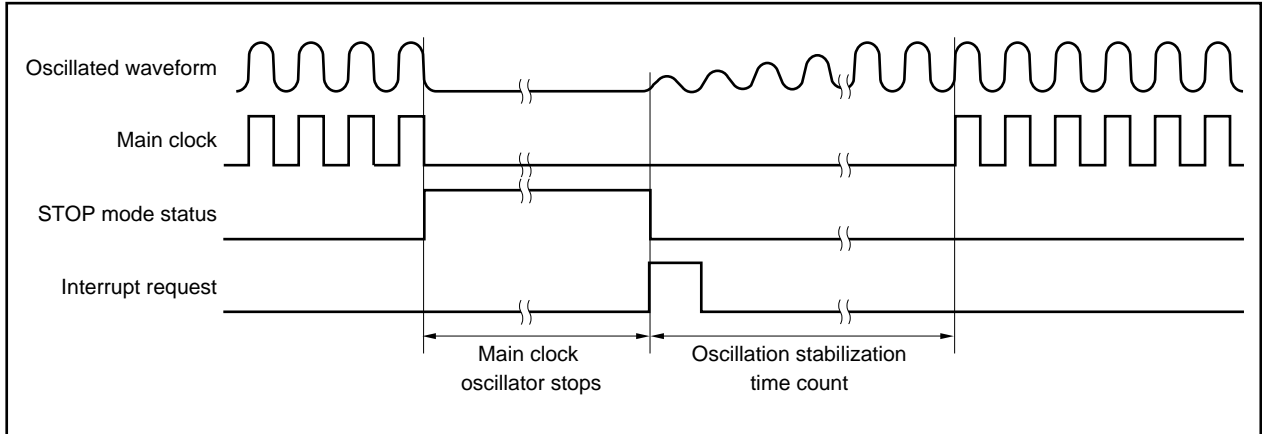 Oscillated waveform
Main clock
STOP mode status
Interrupt request
Main clock
oscillator stops
Oscillation stabilization
time count